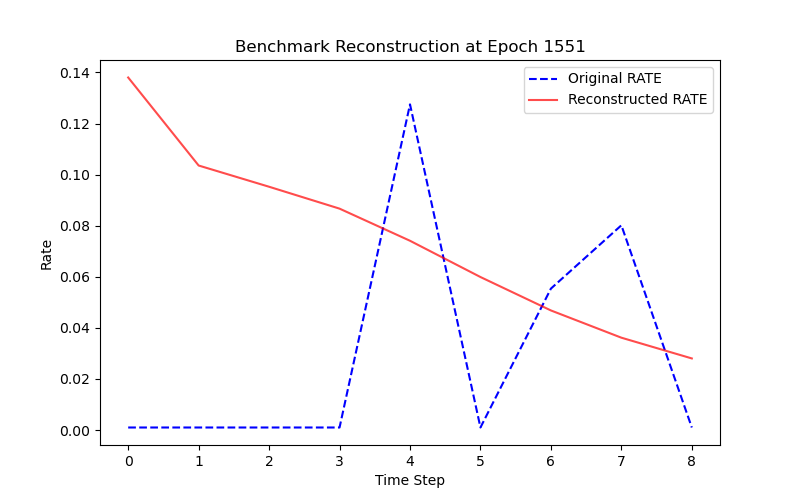 Benchmark Reconstruction at Epoch 1551
Original RATE
Reconstructed RATE
0.14
0.12
0.10
0.08
0.06
0.04
0.02
0.00
Rate
0 1 2 3 4 5 6 7 8
Time Step